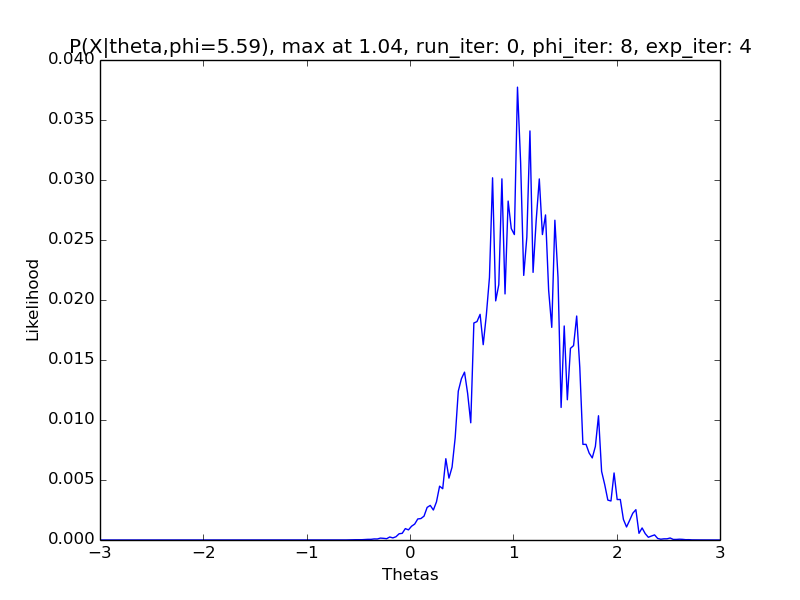 P(X|theta,phi=5.59), max at 1.04, run_iter: 0, phi_iter: 8, exp_iter: 4
0.040
0.035
0.030
0.025
0.020
0.015
0.010
0.005
0.000
Likelihood
−3 −2 −1 0 1 2 3
Thetas